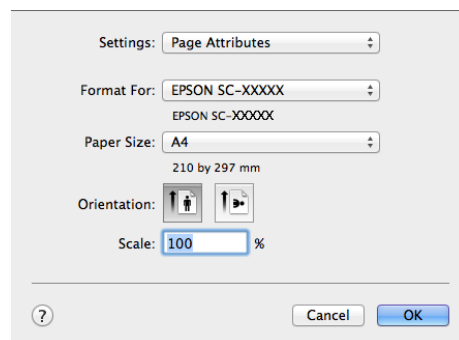 Settings: Page Attributes
Format For: EPSON SC-XXXXX
EPSON SC-XXXXX
Paper Size: A4
210 by 297 mm
Orientation:
Scale: 100 %
? Cancel OK